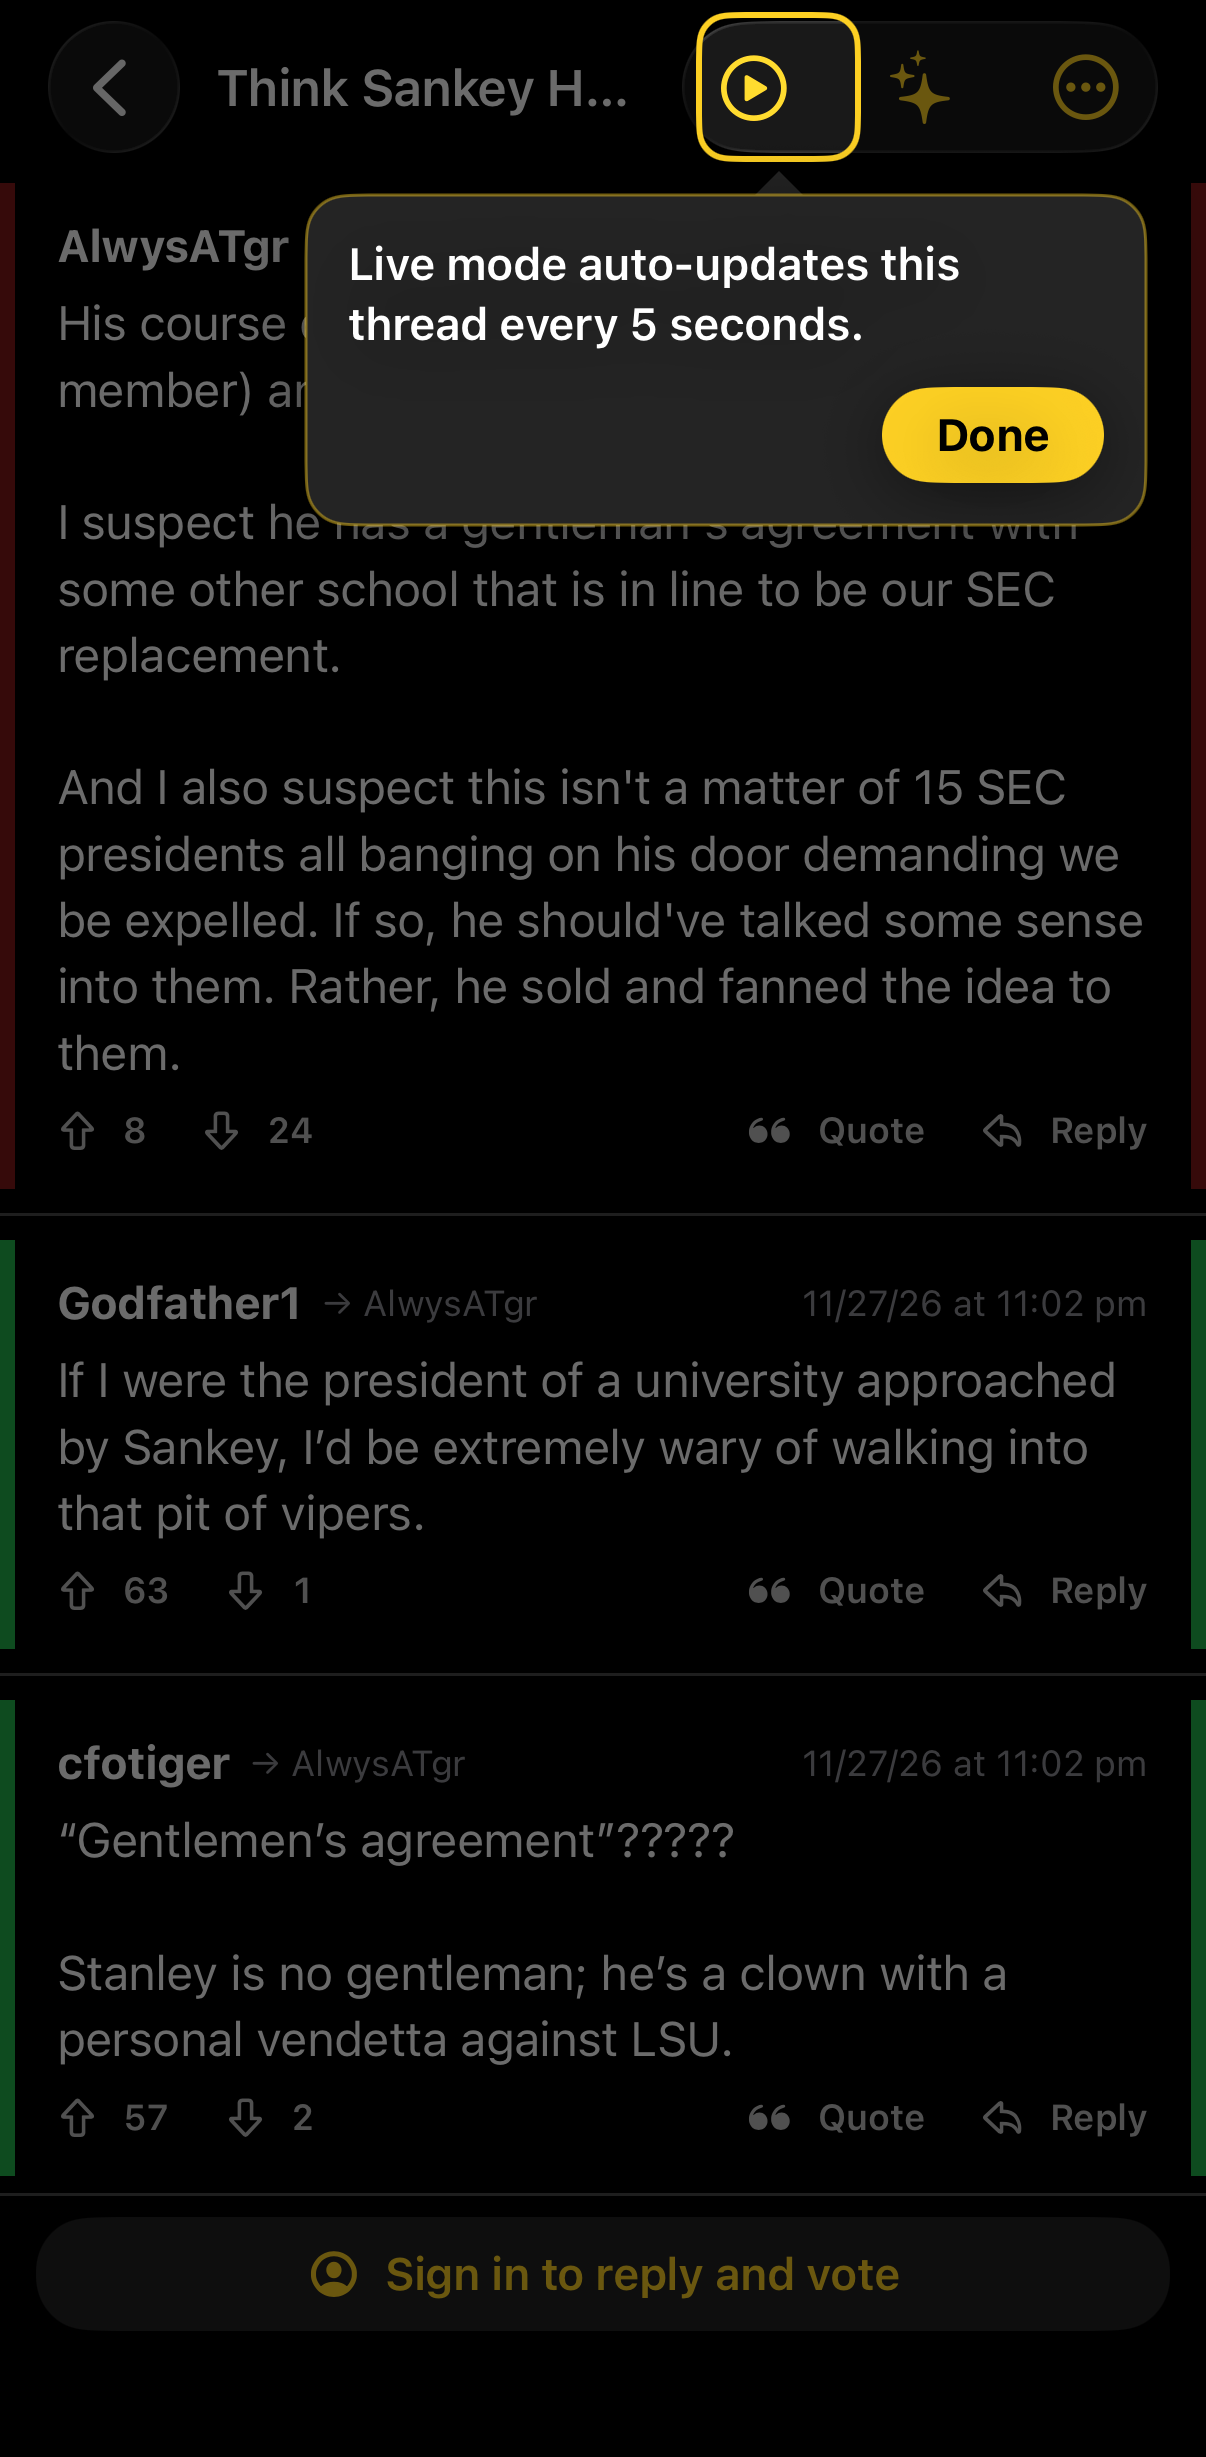 Think Sankey H...
Live mode auto-updates this
thread every 5 seconds.
Done
AlwysATgr
His course
member)
I suspect he has a gentleman's agreement with
some other school that is in line to be our SEC
replacement.
And I also suspect this isn't a matter of 15 SEC
presidents all banging on his door demanding we
be expelled. If so, he should've talked some sense
into them. Rather, he sold and fanned the idea to
them.
8 24 Quote Reply
Godfather1 → AlwysATgr 11/27/26 at 11:02 pm
If I were the president of a university approached
by Sankey, I’d be extremely wary of walking into
that pit of vipers.
63 1 Quote Reply
cfotiger → AlwysATgr 11/27/26 at 11:02 pm
“Gentlemen’s agreement”?????
Stanley is no gentleman; he’s a clown with a
personal vendetta against LSU.
57 2 Quote Reply
Sign in to reply and vote